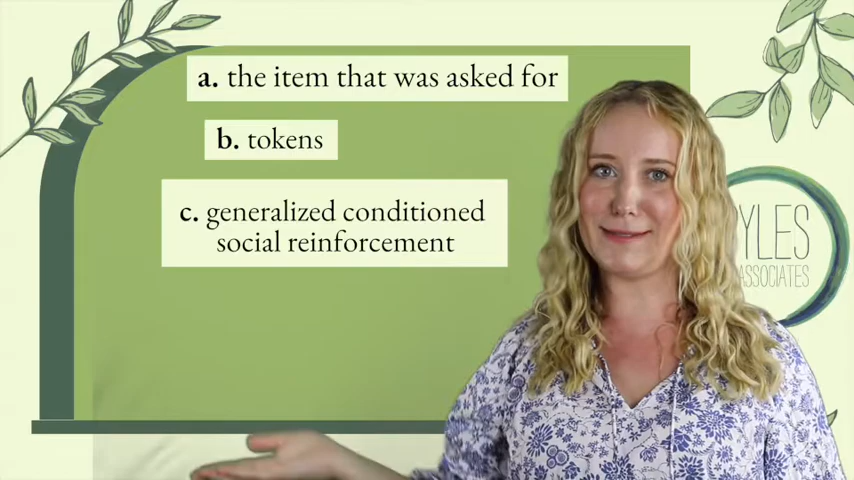 a. the item that was asked for
b. tokens
c. generalized conditioned
social reinforcement
YLES
ASSOCIATES